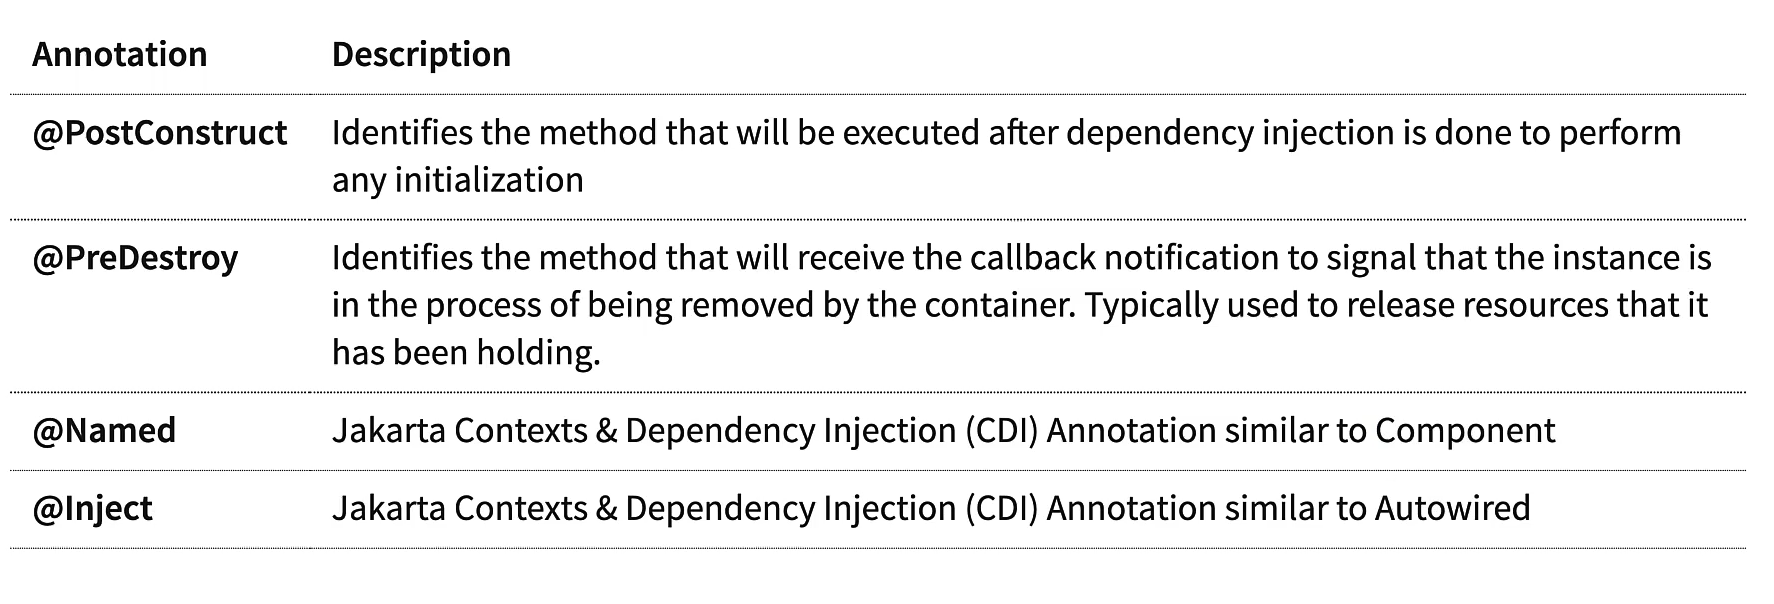 Annotation Description
@PostConstruct Identifies the method that will be executed after dependency injection is done to perform
any initialization
@PreDestroy Identifies the method that will receive the callback notification to signal that the instance is
in the process of being removed by the container. Typically used to release resources that it
has been holding.
@Named Jakarta Contexts & Dependency Injection (CDI) Annotation similar to Component
@Inject Jakarta Contexts & Dependency Injection (CDI) Annotation similar to Autowired